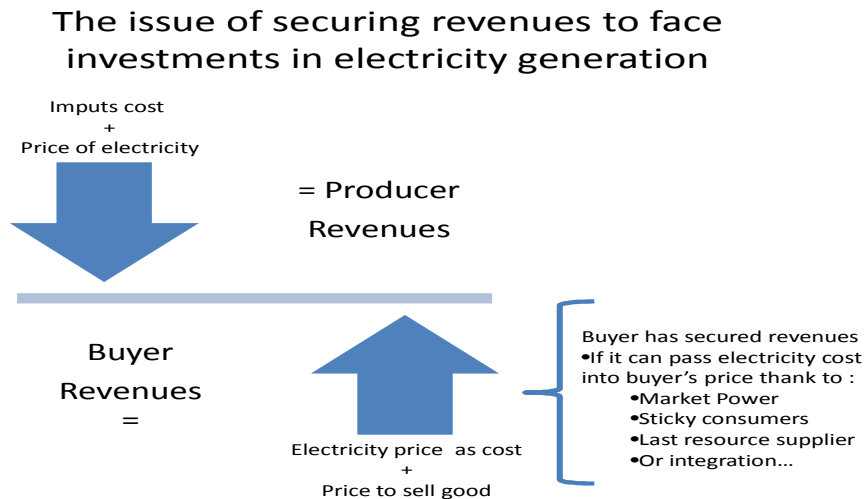 The issue of securing revenues to face
investments in electricity generation
Imputs cost
+
Price of electricity
= Producer
Revenues
Buyer
Revenues
=
Electricity price  as cost
+
Price to sell good
Buyer has secured revenues
•If it can pass electricity cost
into buyer’s price thank to :
•Market Power
•Sticky consumers
•Last resource supplier
•Or integration...